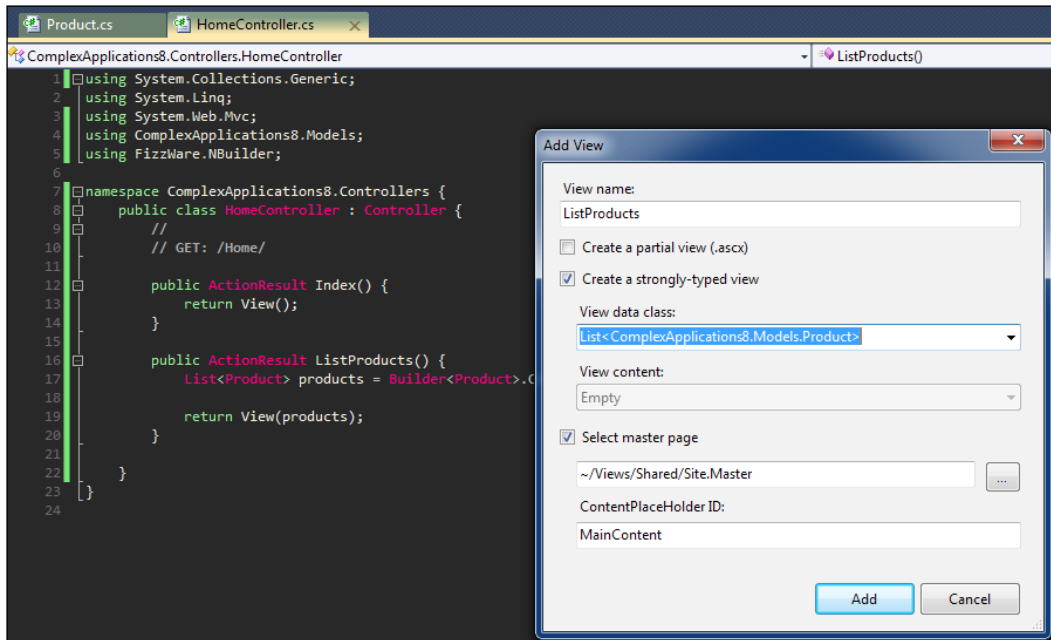 Product.cs
HomeController.cs
ComplexApplications8.Controllers.HomeController
ListProducts()
1 using System.Collections.Generic;
2 using System.Linq;
3 using System.Web.Mvc;
4 using ComplexApplications8.Models;
5 using FizzWare.NBuilder;
6
7 namespace ComplexApplications8.Controllers {
8 public class HomeController : Controller {
9 //
10 // GET: /Home/
11
12 public ActionResult Index() {
13 return View();
14 }
15
16 public ActionResult ListProducts() {
17 List<Product> products = Builder<Product>.C
18
19 return View(products);
20 }
21
22 }
23 }
24
Add View
View name:
ListProducts
Create a partial view (.ascx)
Create a strongly-typed view
View data class:
List<ComplexApplications8.Models.Product>
View content:
Empty
Select master page
~/Views/Shared/Site.Master
...
ContentPlaceHolder ID:
MainContent
Add
Cancel